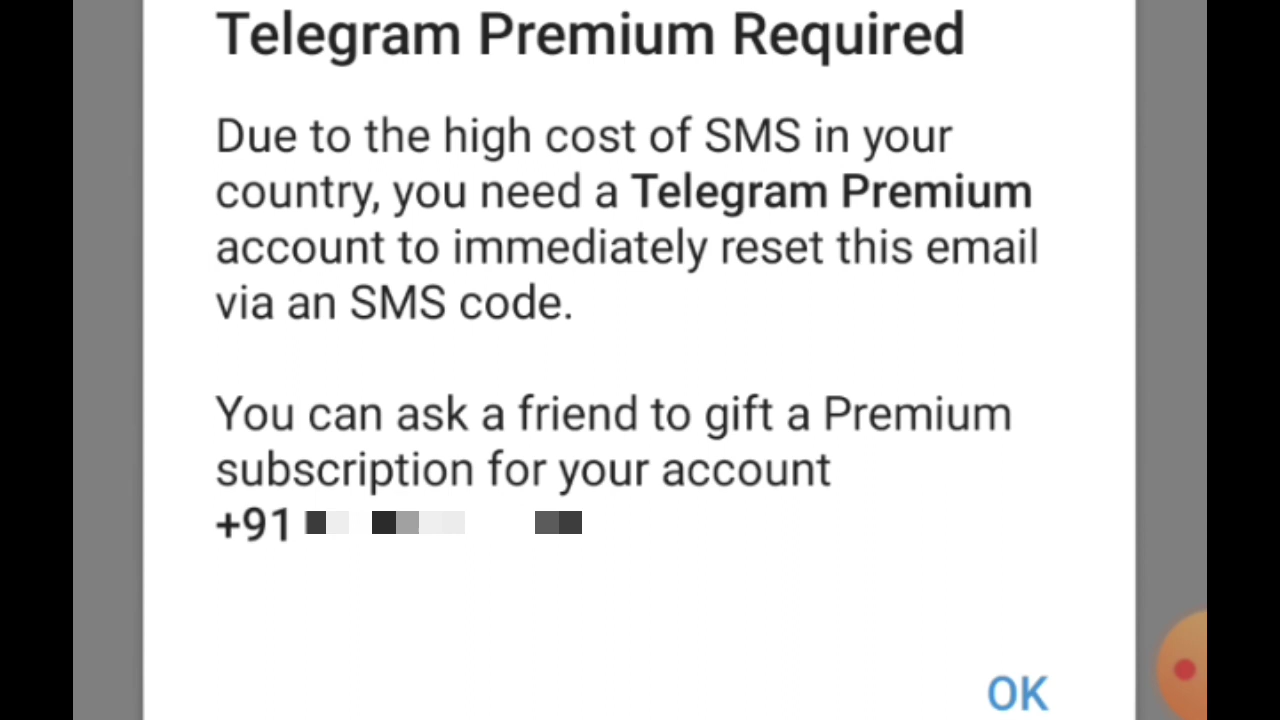 Telegram Premium Required
Due to the high cost of SMS in your
country, you need a Telegram Premium
account to immediately reset this email
via an SMS code.
You can ask a friend to gift a Premium
subscription for your account
+91
OK